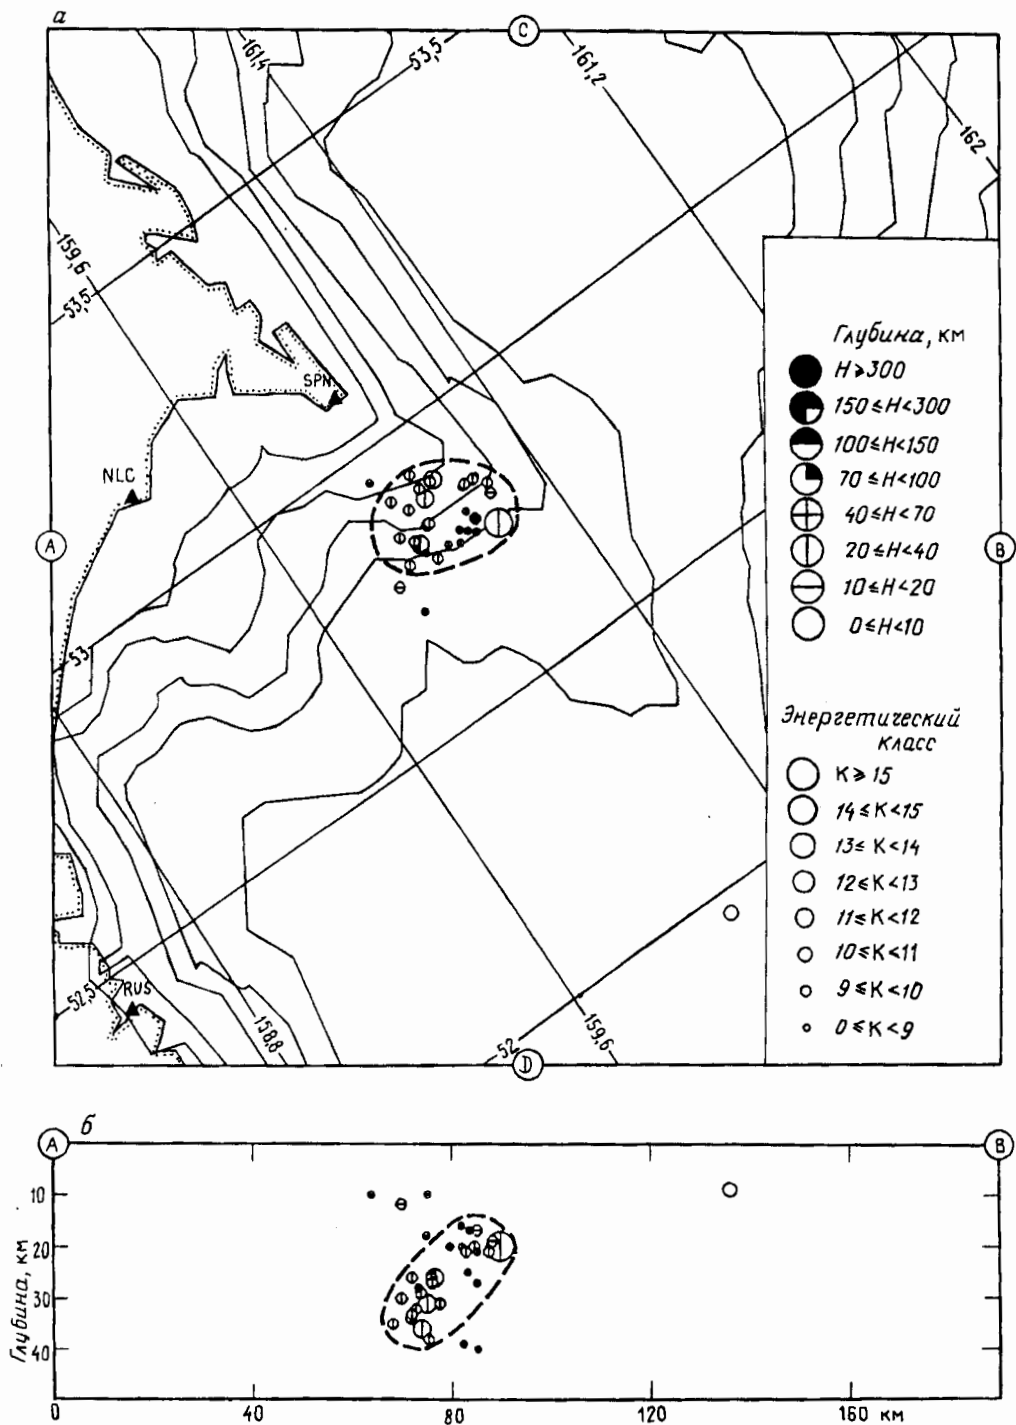 а
C
161,4
53,5
161,2
162
159,6
53,5
SPN
NLC
A
B
53
52,5
RUS
158,8
52
159,6
D
Глубина, км
H⩾300
150≤H<300
100≤H<150
70≤H<100
40≤H<70
20≤H<40
10≤H<20
0≤H<10
Энергетический
класс
K⩾15
14≤K<15
13≤K<14
12≤K<13
11≤K<12
10≤K<11
9≤K<10
0≤K<9
A
б
B
Глубина, км
10
20
30
40
0
40
80
120
160
км